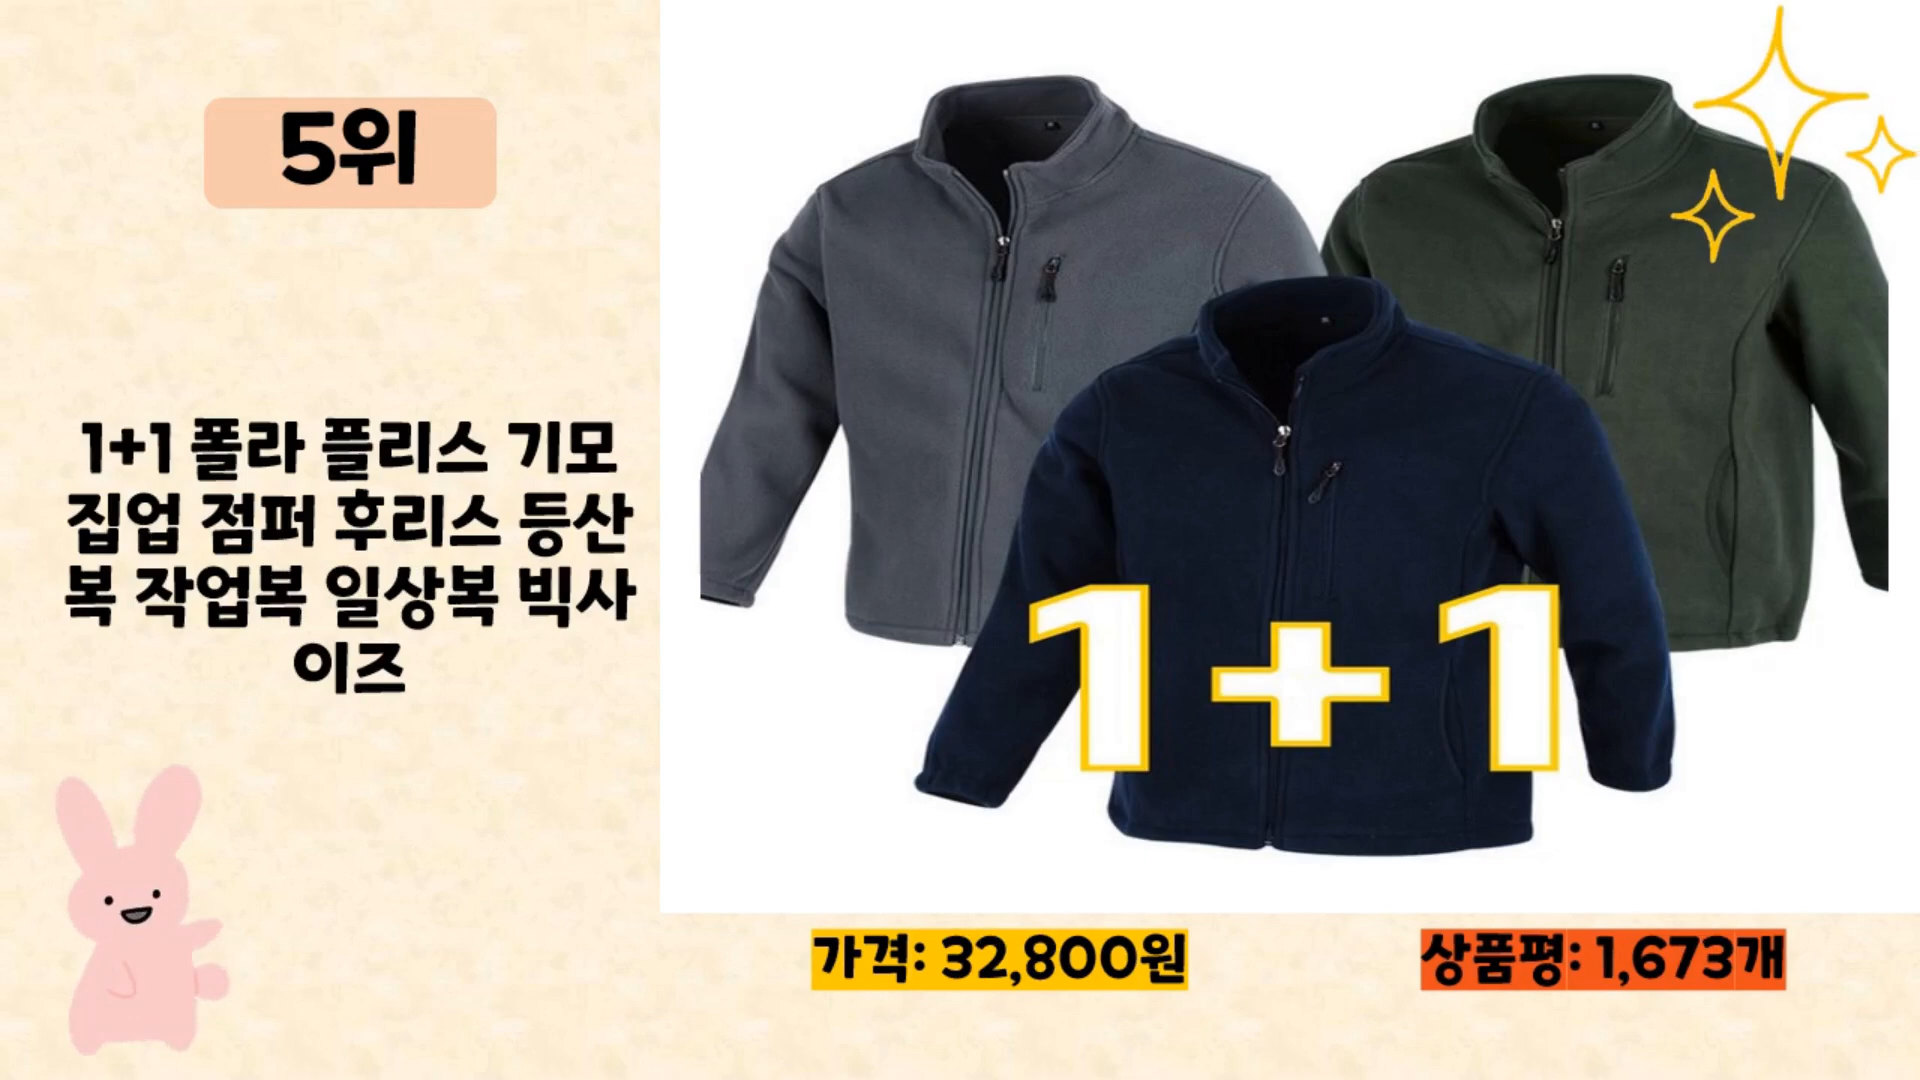 5위
1+1 폴라 플리스 기모
집업 점퍼 후리스 등산
복 작업복 일상복 빅사
이즈
1+1
가격: 32,800원
상품평: 1,673개